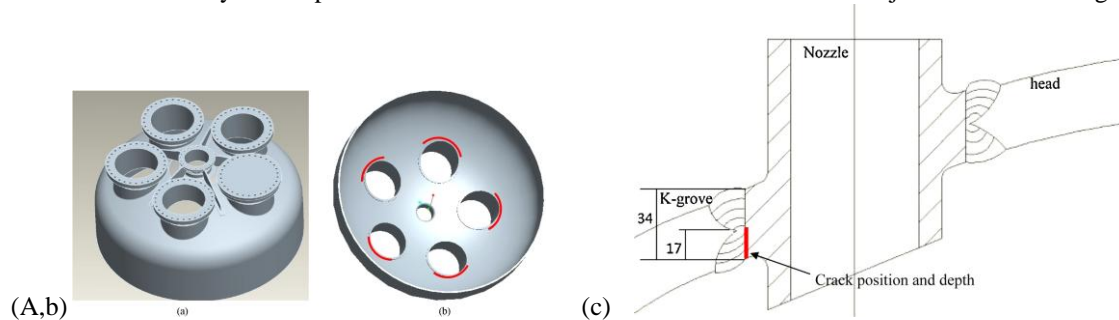 (A,b)
(a)
(b)
(c)
Nozzle
head
K-grove
34
17
Crack position and depth